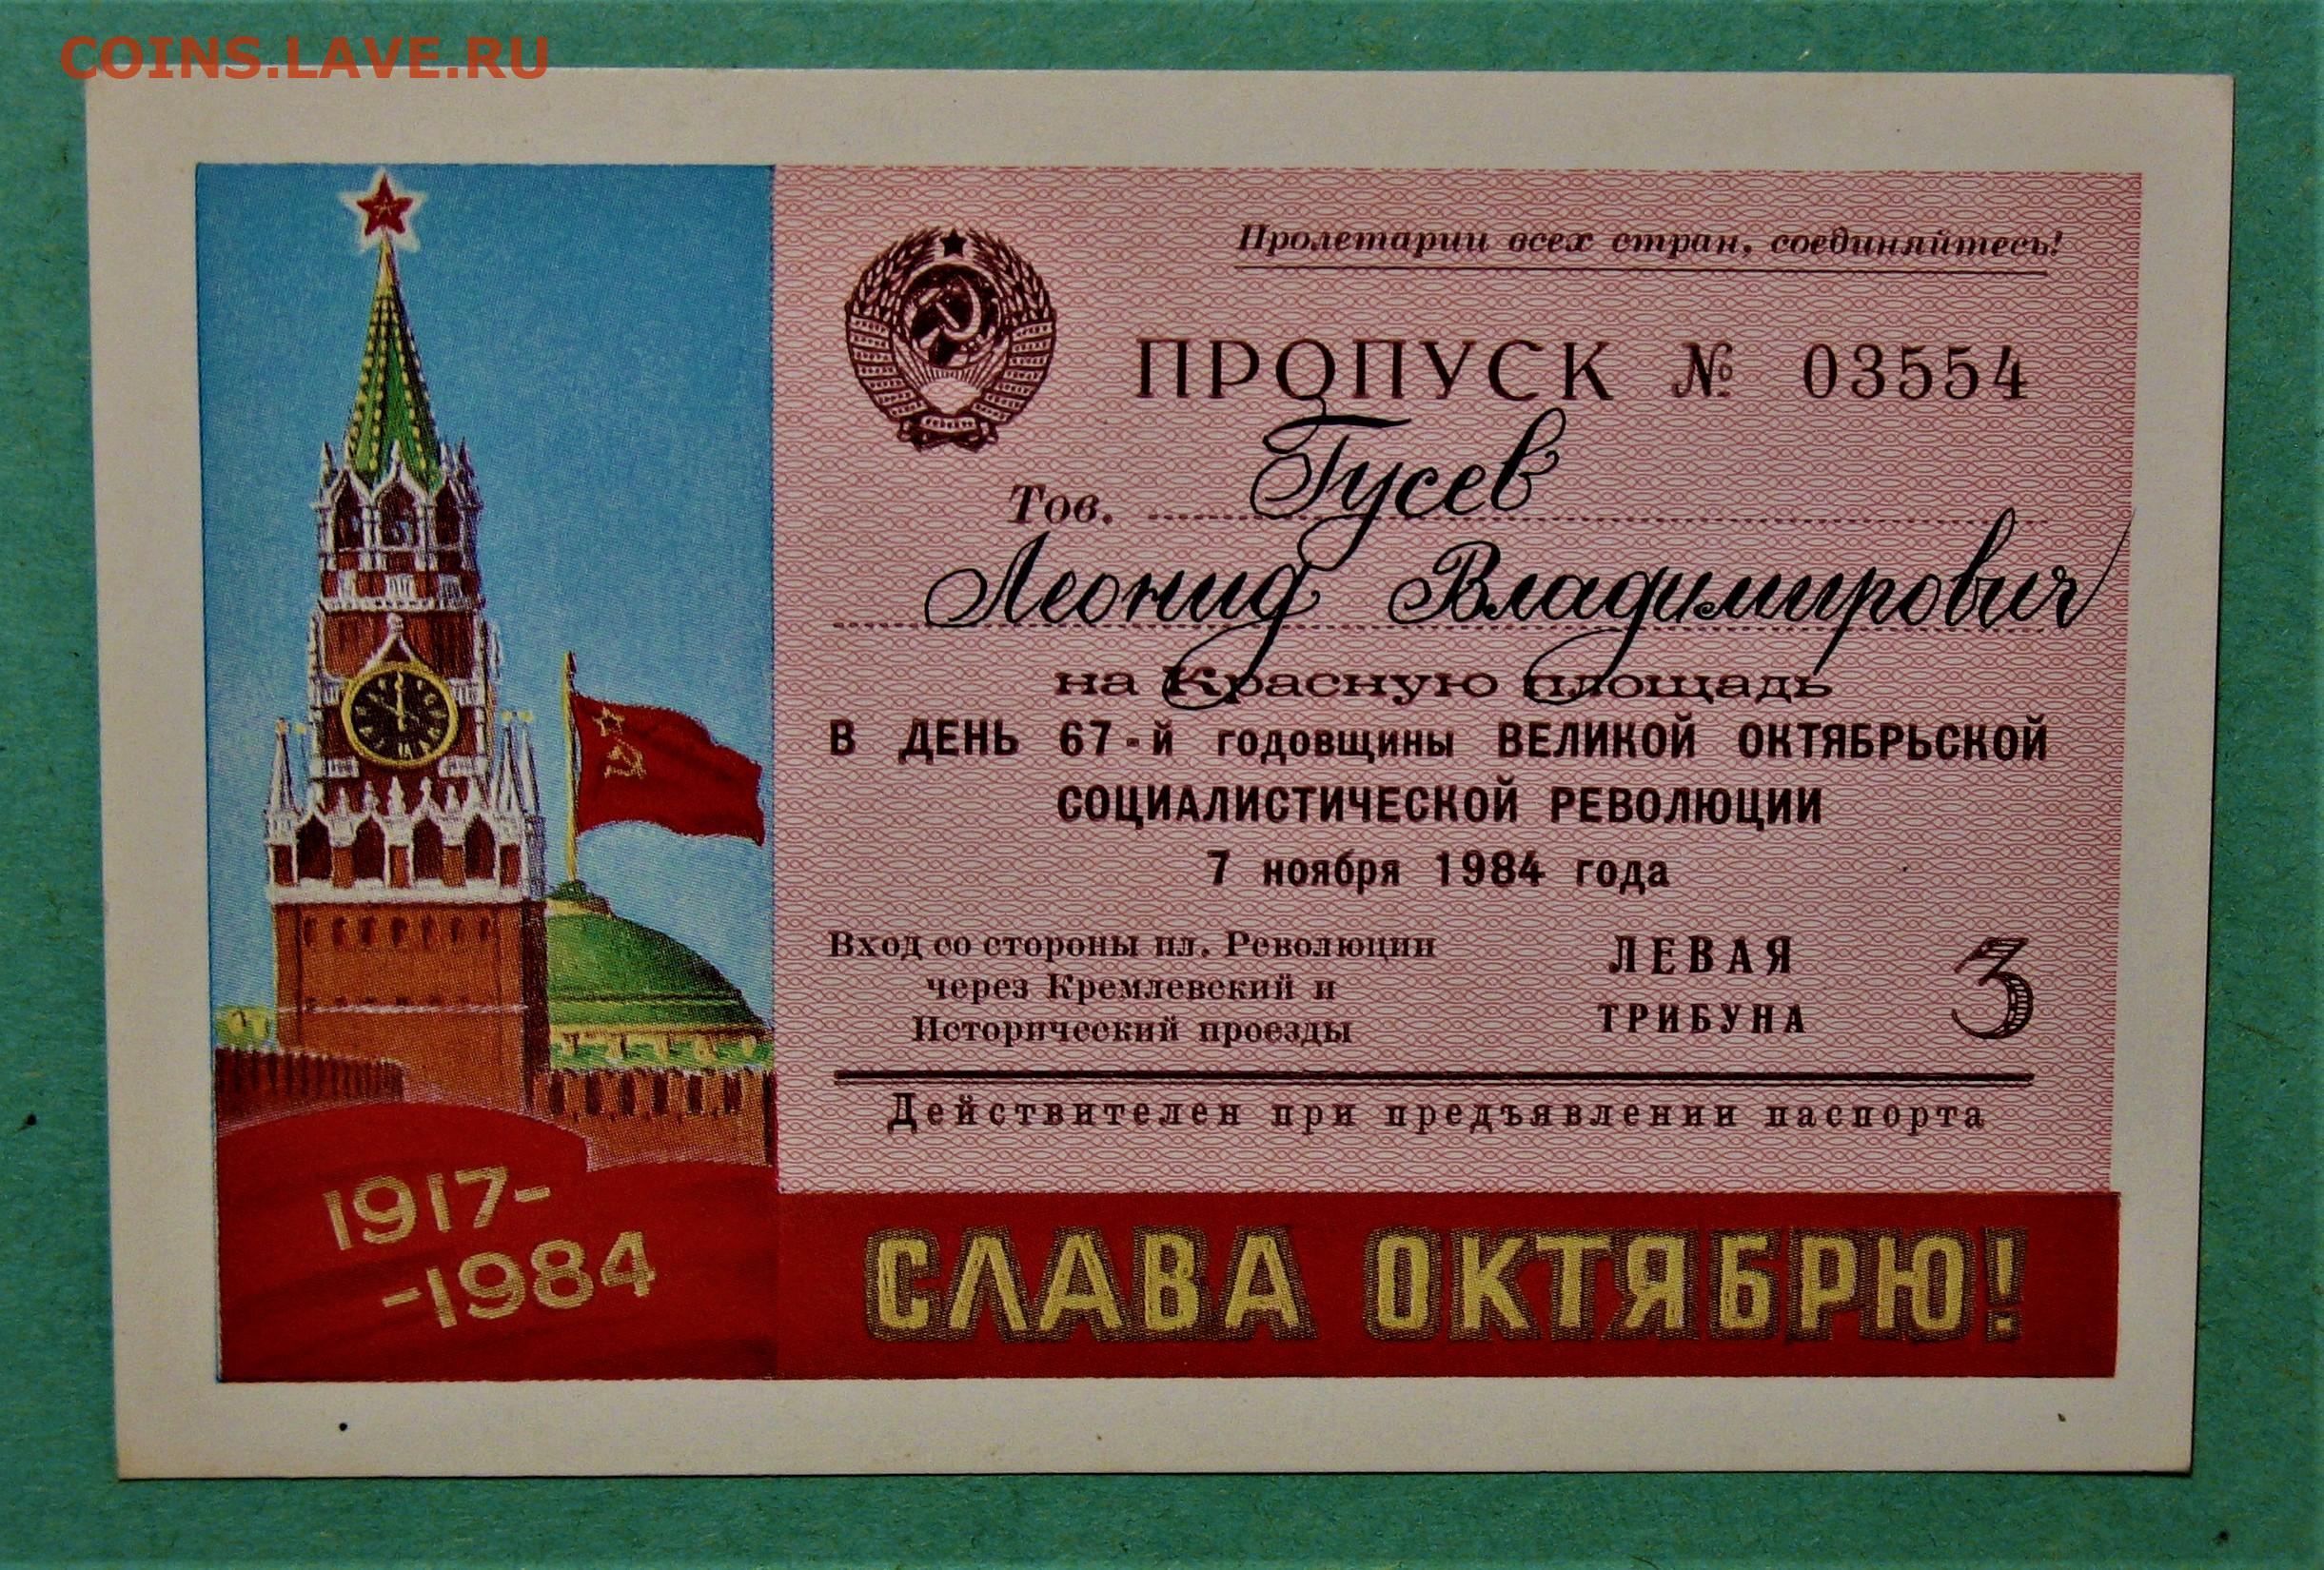 COINS.LAVE.RU
Пролетарии всех стран, соединяйтесь!
ПРОПУСК № 03554
Тов. Гусев
Леонид Владимирович
на Красную площадь
В ДЕНЬ 67-й годовщины ВЕЛИКОЙ ОКТЯБРЬСКОЙ
СОЦИАЛИСТИЧЕСКОЙ РЕВОЛЮЦИИ
7 ноября 1984 года
Вход со стороны пл. Революции
через Кремлевский и
Исторический проезды
ЛЕВАЯ
ТРИБУНА
3
Действителен при предъявлении паспорта
1917-
-1984
СЛАВА ОКТЯБРЮ!